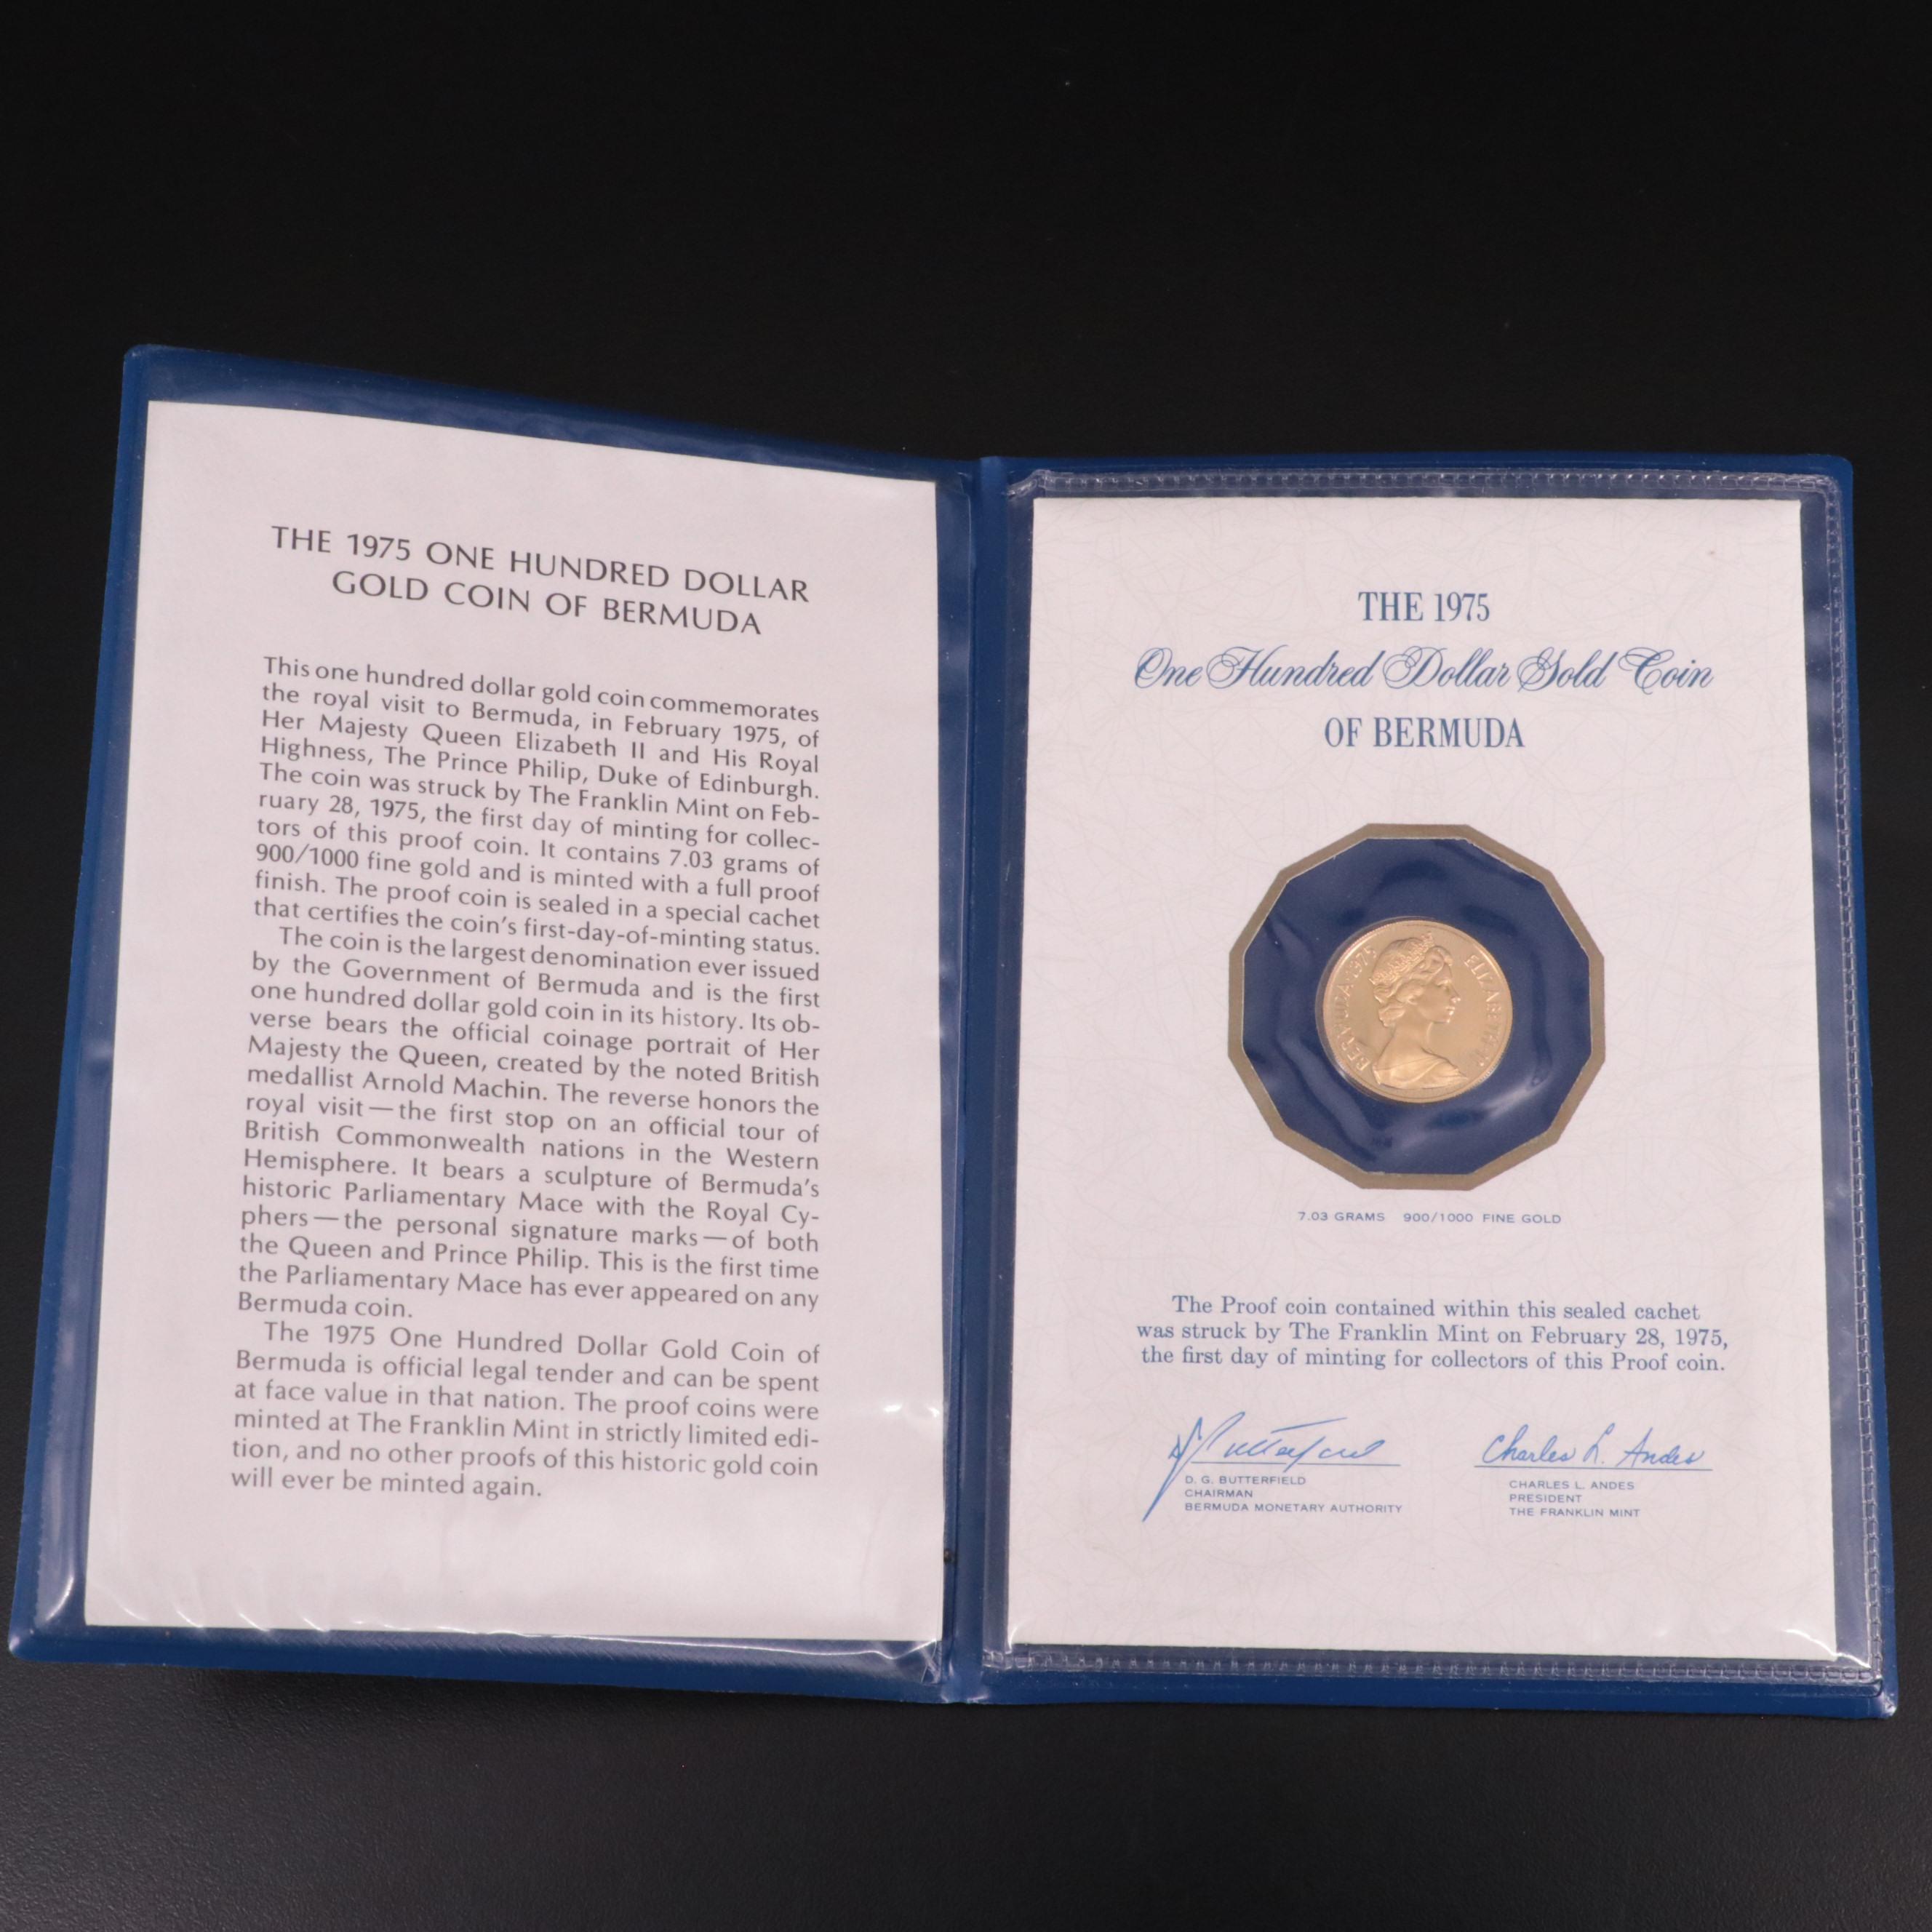 THE 1975 ONE HUNDRED DOLLAR
GOLD COIN OF BERMUDA
This one hundred dollar gold coin commemorates
the royal visit to Bermuda, in February 1975, of
Her Majesty Queen Elizabeth II and His Royal
Highness, The Prince Philip, Duke of Edinburgh.
The coin was struck by The Franklin Mint on Feb-
ruary 28, 1975, the first day of minting for collec-
tors of this proof coin. It contains 7.03 grams of
900/1000 fine gold and is minted with a full proof
finish. The proof coin is sealed in a special cachet
that certifies the coin's first-day-of-minting status.
The coin is the largest denomination ever issued
by the Government of Bermuda and is the first
one hundred dollar gold coin in its history. Its ob-
verse bears the official coinage portrait of Her
Majesty the Queen, created by the noted British
medallist Arnold Machin. The reverse honors the
royal visit—the first stop on an official tour of
British Commonwealth nations in the Western
Hemisphere. It bears a sculpture of Bermuda's
historic Parliamentary Mace with the Royal Cy-
phers—the personal signature marks—of both
the Queen and Prince Philip. This is the first time
the Parliamentary Mace has ever appeared on any
Bermuda coin.
The 1975 One Hundred Dollar Gold Coin of
Bermuda is official legal tender and can be spent
at face value in that nation. The proof coins were
minted at The Franklin Mint in strictly limited edi-
tion, and no other proofs of this historic gold coin
will ever be minted again.
THE 1975
One Hundred Dollar Gold Coin
OF BERMUDA
BERMUDA 1975
ELIZABETH II
7.03 GRAMS 900/1000 FINE GOLD
The Proof coin contained within this sealed cachet
was struck by The Franklin Mint on February 28, 1975,
the first day of minting for collectors of this Proof coin.
Butterfield
D. G. BUTTERFIELD
CHAIRMAN
BERMUDA MONETARY AUTHORITY
Charles L. Andes
CHARLES L. ANDES
PRESIDENT
THE FRANKLIN MINT